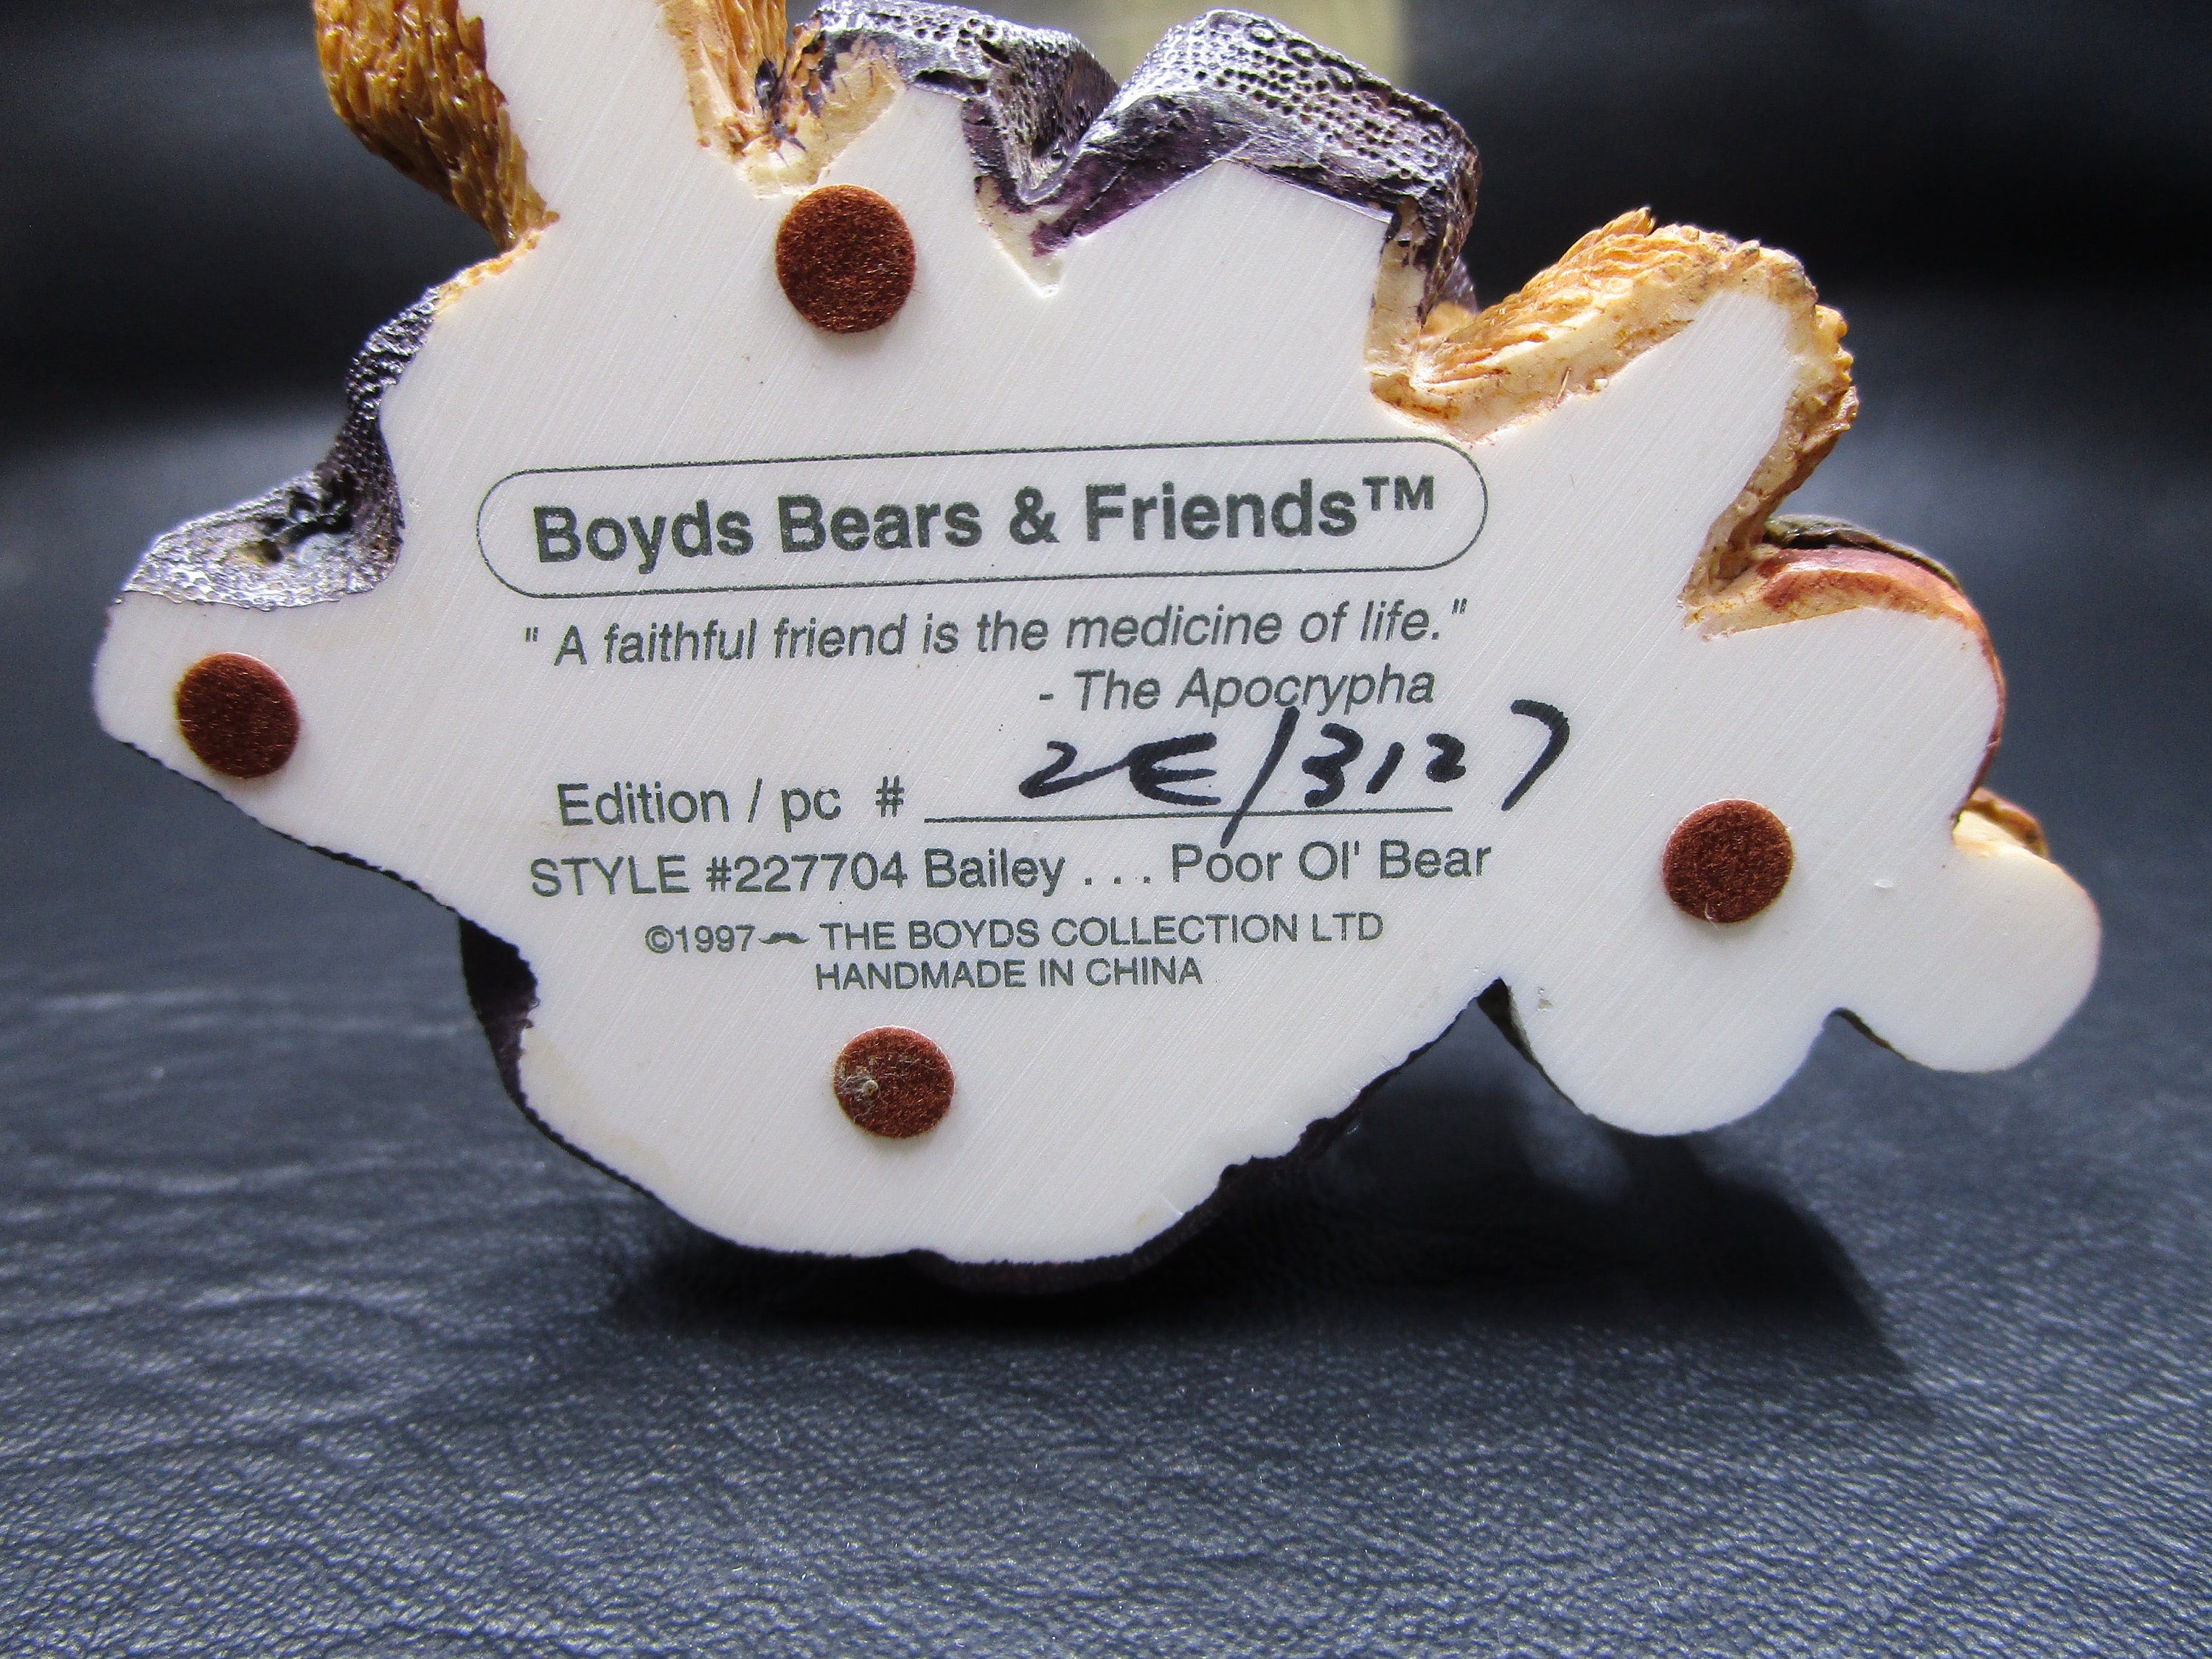 Boyds Bears & Friends™
" A faithful friend is the medicine of life."
- The Apocrypha
Edition / pc # 2E/3127
STYLE #227704 Bailey . . . Poor Ol' Bear
©1997 THE BOYDS COLLECTION LTD
HANDMADE IN CHINA